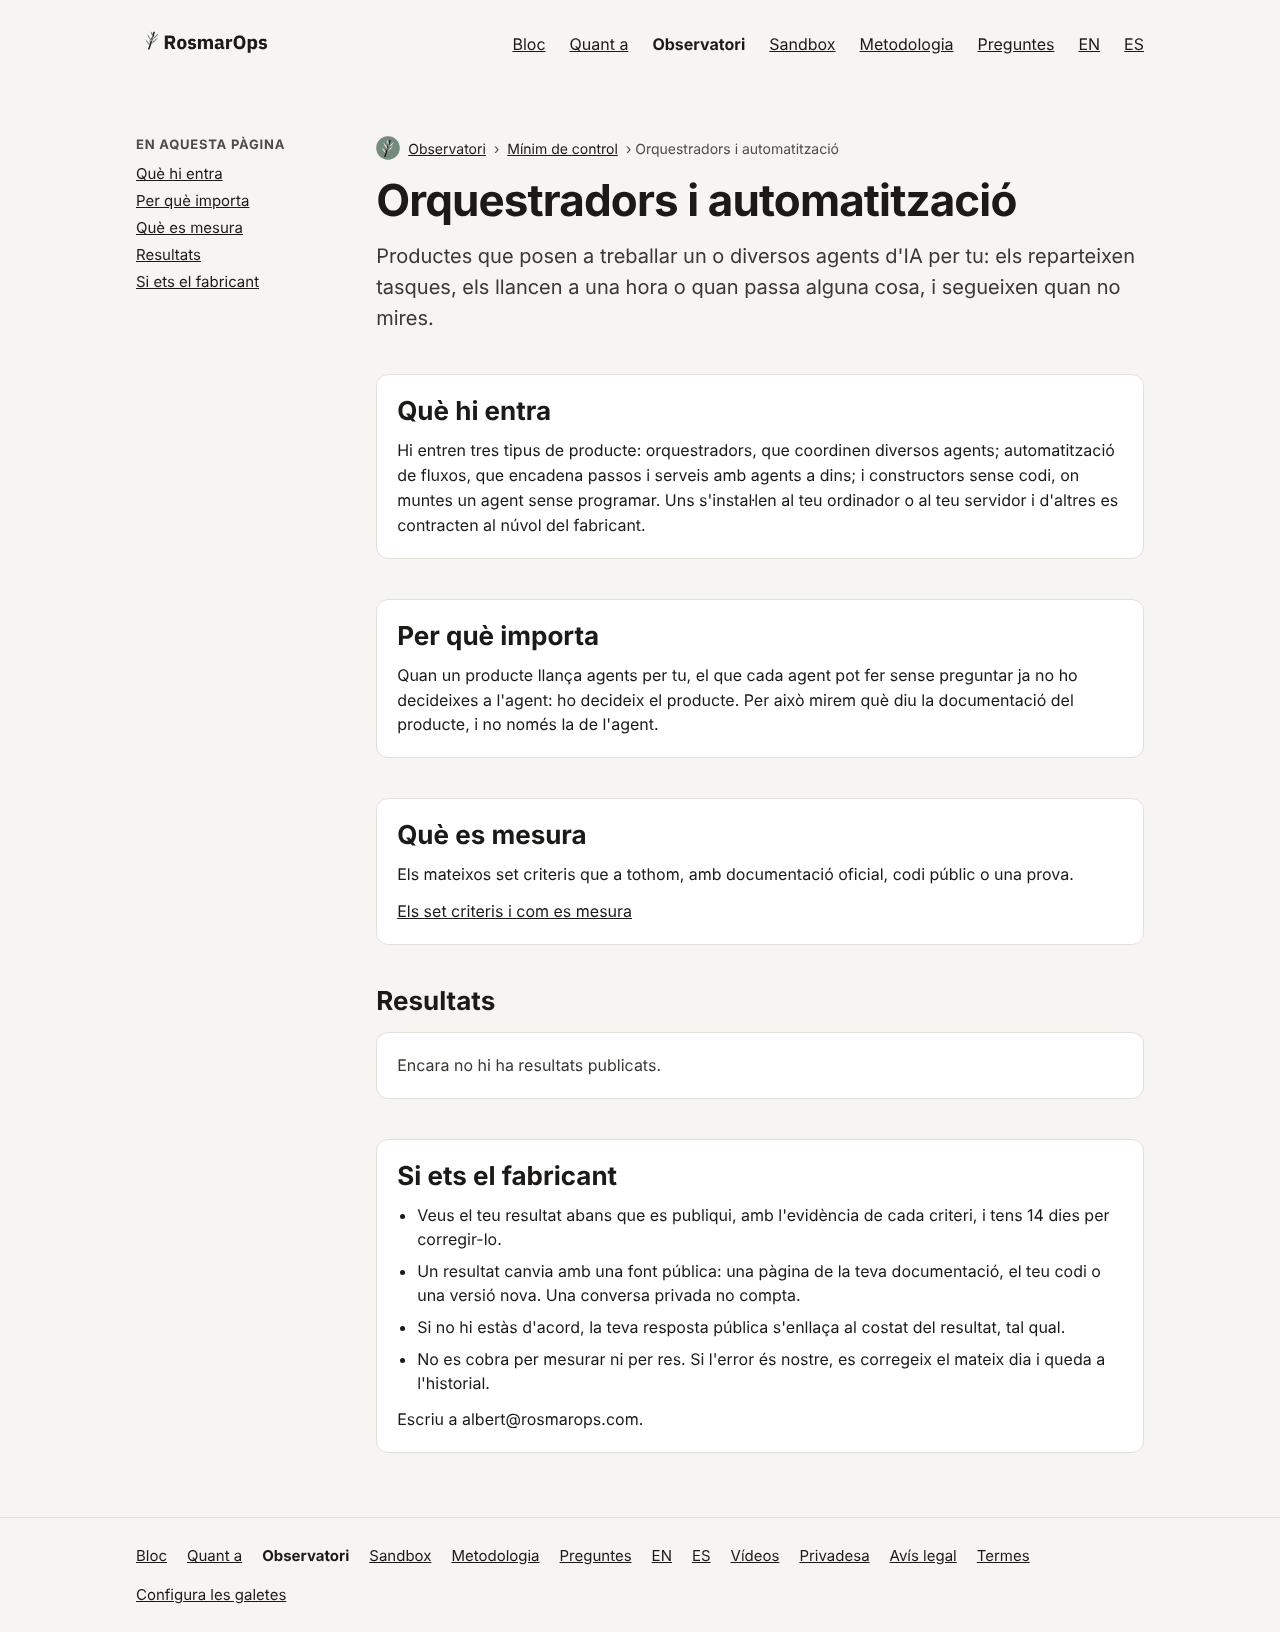 RosmarOps
Bloc Quant a Observatori Sandbox Metodologia Preguntes EN ES
EN AQUESTA PÀGINA
Què hi entra
Per què importa
Què es mesura
Resultats
Si ets el fabricant
Observatori › Mínim de control › Orquestradors i automatització
Orquestradors i automatització
Productes que posen a treballar un o diversos agents d'IA per tu: els reparteixen
tasques, els llancen a una hora o quan passa alguna cosa, i segueixen quan no
mires.
Què hi entra
Hi entren tres tipus de producte: orquestradors, que coordinen diversos agents; automatització
de fluxos, que encadena passos i serveis amb agents a dins; i constructors sense codi, on
muntes un agent sense programar. Uns s'instal·len al teu ordinador o al teu servidor i d'altres es
contracten al núvol del fabricant.
Per què importa
Quan un producte llança agents per tu, el que cada agent pot fer sense preguntar ja no ho
decideixes a l'agent: ho decideix el producte. Per això mirem què diu la documentació del
producte, i no només la de l'agent.
Què es mesura
Els mateixos set criteris que a tothom, amb documentació oficial, codi públic o una prova.
Els set criteris i com es mesura
Resultats
Encara no hi ha resultats publicats.
Si ets el fabricant
• Veus el teu resultat abans que es publiqui, amb l'evidència de cada criteri, i tens 14 dies per
corregir-lo.
• Un resultat canvia amb una font pública: una pàgina de la teva documentació, el teu codi o
una versió nova. Una conversa privada no compta.
• Si no hi estàs d'acord, la teva resposta pública s'enllaça al costat del resultat, tal qual.
• No es cobra per mesurar ni per res. Si l'error és nostre, es corregeix el mateix dia i queda a
l'historial.
Escriu a albert@rosmarops.com.
Bloc Quant a Observatori Sandbox Metodologia Preguntes EN ES Vídeos Privadesa Avís legal Termes
Configura les galetes